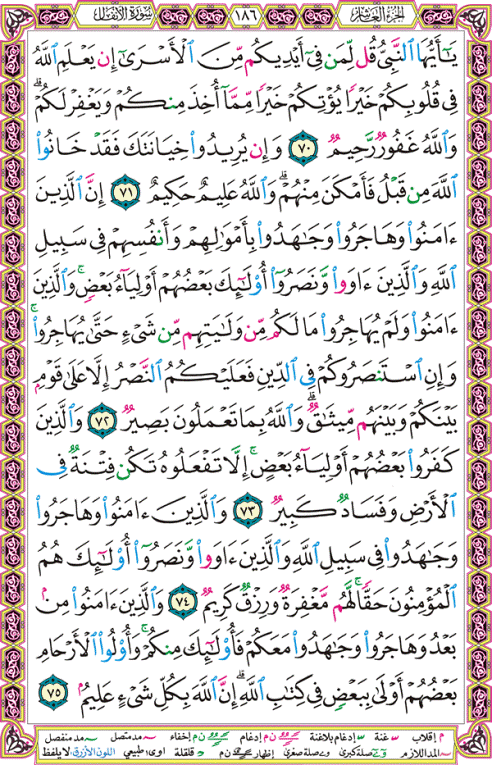 الجزء العاشر ١٨٦ سورة الأنفال
يَٰٓأَيُّهَا ٱلنَّبِيُّ قُل لِّمَن فِيٓ أَيۡدِيكُم مِّنَ ٱلۡأَسۡرَىٰٓ إِن يَعۡلَمِ ٱللَّهُ
فِي قُلُوبِكُمۡ خَيۡرٗا يُؤۡتِكُمۡ خَيۡرٗا مِّمَّآ أُخِذَ مِنكُمۡ وَيَغۡفِرۡ لَكُمۡۚ
وَٱللَّهُ غَفُورٞ رَّحِيمٞ ٧٠ وَإِن يُرِيدُواْ خِيَانَتَكَ فَقَدۡ خَانُواْ
ٱللَّهَ مِن قَبۡلُ فَأَمۡكَنَ مِنۡهُمۡۗ وَٱللَّهُ عَلِيمٌ حَكِيمٌ ٧١ إِنَّ ٱلَّذِينَ
ءَامَنُواْ وَهَاجَرُواْ وَجَٰهَدُواْ بِأَمۡوَٰلِهِمۡ وَأَنفُسِهِمۡ فِي سَبِيلِ
ٱللَّهِ وَٱلَّذِينَ ءَاوَواْ وَّنَصَرُوٓاْ أُوْلَٰٓئِكَ بَعۡضُهُمۡ أَوۡلِيَآءُ بَعۡضٖۚ وَٱلَّذِينَ
ءَامَنُواْ وَلَمۡ يُهَاجِرُواْ مَا لَكُم مِّن وَلَٰيَتِهِم مِّن شَيۡءٍ حَتَّىٰ يُهَاجِرُواْۚ
وَإِنِ ٱسۡتَنصَرُوكُمۡ فِي ٱلدِّينِ فَعَلَيۡكُمُ ٱلنَّصۡرُ إِلَّا عَلَىٰ قَوۡمِۭ
بَيۡنَكُمۡ وَبَيۡنَهُم مِّيثَٰقٞۗ وَٱللَّهُ بِمَا تَعۡمَلُونَ بَصِيرٞ ٧٢ وَٱلَّذِينَ
كَفَرُواْ بَعۡضُهُمۡ أَوۡلِيَآءُ بَعۡضٍۚ إِلَّا تَفۡعَلُوهُ تَكُن فِتۡنَةٞ فِي
ٱلۡأَرۡضِ وَفَسَادٞ كَبِيرٞ ٧٣ وَٱلَّذِينَ ءَامَنُواْ وَهَاجَرُواْ
وَجَٰهَدُواْ فِي سَبِيلِ ٱللَّهِ وَٱلَّذِينَ ءَاوَواْ وَّنَصَرُوٓاْ أُوْلَٰٓئِكَ هُمُ
ٱلۡمُؤۡمِنُونَ حَقّٗاۚ لَّهُم مَّغۡفِرَةٞ وَرِزۡقٞ كَرِيمٞ ٧٤ وَٱلَّذِينَ ءَامَنُواْ مِنۢ
بَعۡدُ وَهَاجَرُواْ وَجَٰهَدُواْ مَعَكُمۡ فَأُوْلَٰٓئِكَ مِنكُمۡۚ وَأُوْلُواْ ٱلۡأَرۡحَامِ
بَعۡضُهُمۡ أَوۡلَىٰ بِبَعۡضٖ فِي كِتَٰبِ ٱللَّهِۚ إِنَّ ٱللَّهَ بِكُلِّ شَيۡءٍ عَلِيمُۢ ٧٥
م إقلاب س غنة س إدغام بلاغنة ن م إدغام ن م إخفاء مد متصل مد منفصل
المد اللازم و صلة كبرى و صلة صغرى إظهار ن م قلقلة اوى طبيعي اللون الأزرق: لا يلفظ